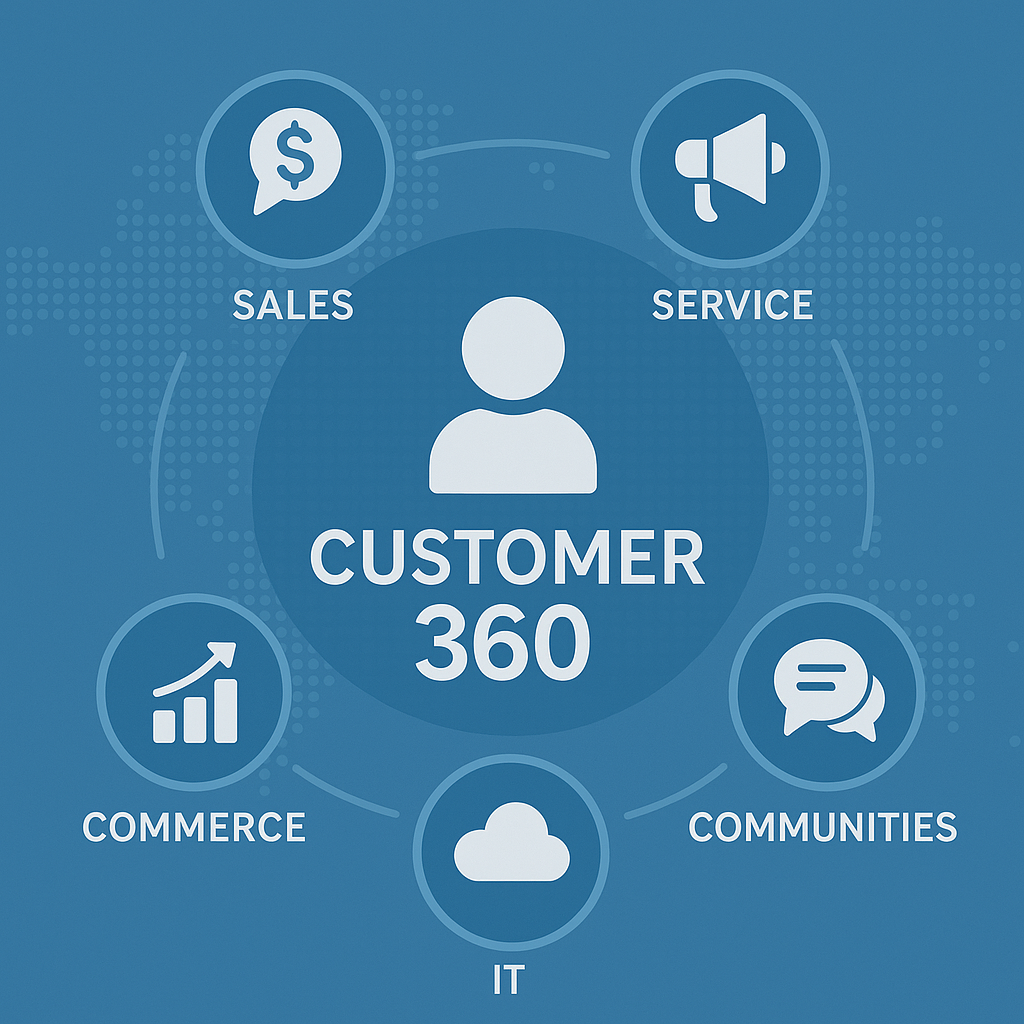 SALES
SERVICE
CUSTOMER
360
COMMERCE
COMMUNITIES
IT